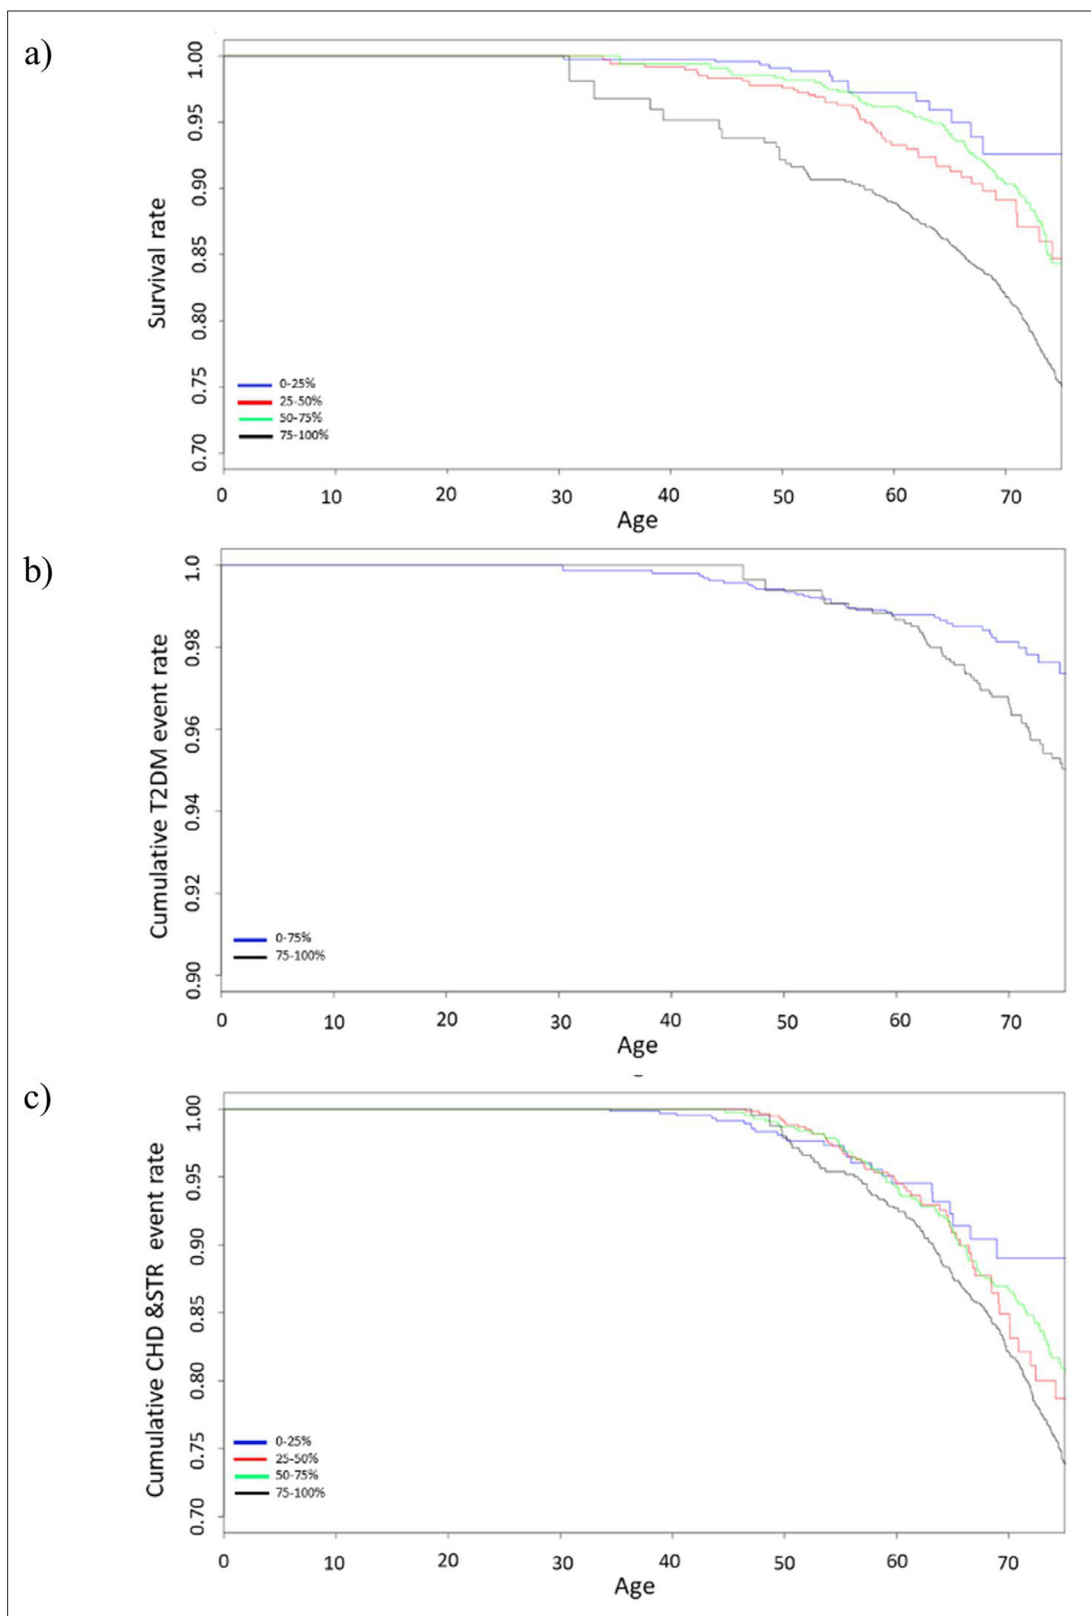 a)
Survival rate
1.00
0.95
0.90
0.85
0.80
0.75
0.70
0-25%
25-50%
50-75%
75-100%
0 10 20 30 40 50 60 70
Age
b)
Cumulative T2DM event rate
1.0
0.98
0.96
0.94
0.92
0.90
0-75%
75-100%
0 10 20 30 40 50 60 70
Age
c)
Cumulative CHD &STR event rate
1.00
0.95
0.90
0.85
0.80
0.75
0.70
0-25%
25-50%
50-75%
75-100%
0 10 20 30 40 50 60 70
Age